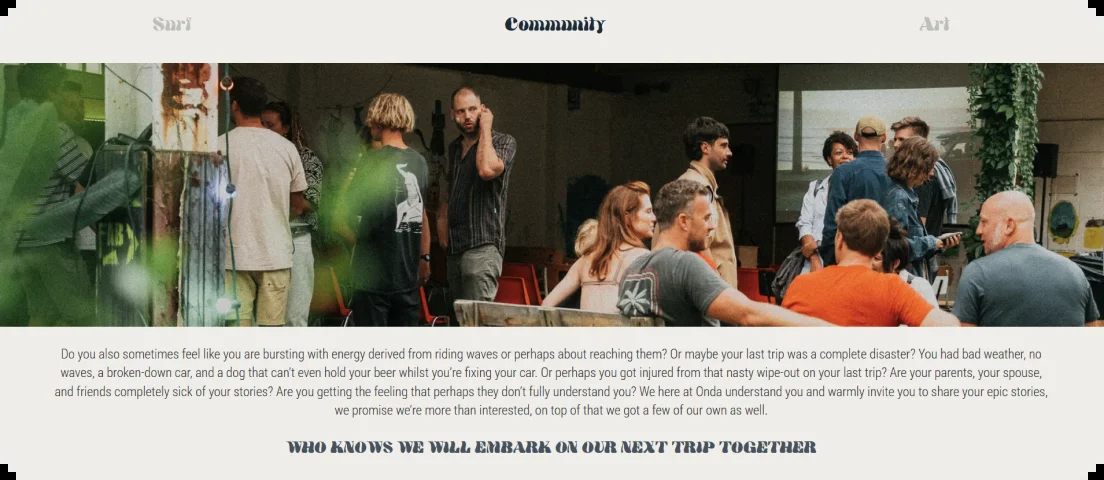 Surf
Community
Art
Do you also sometimes feel like you are bursting with energy derived from riding waves or perhaps about reaching them? Or maybe your last trip was a complete disaster? You had bad weather, no
waves, a broken-down car, and a dog that can't even hold your beer whilst you're fixing your car. Or perhaps you got injured from that nasty wipe-out on your last trip? Are your parents, your spouse,
and friends completely sick of your stories? Are you getting the feeling that perhaps they don't fully understand you? We here at Onda understand you and warmly invite you to share your epic stories,
we promise we're more than interested, on top of that we got a few of our own as well.
WHO KNOWS WE WILL EMBARK ON OUR NEXT TRIP TOGETHER